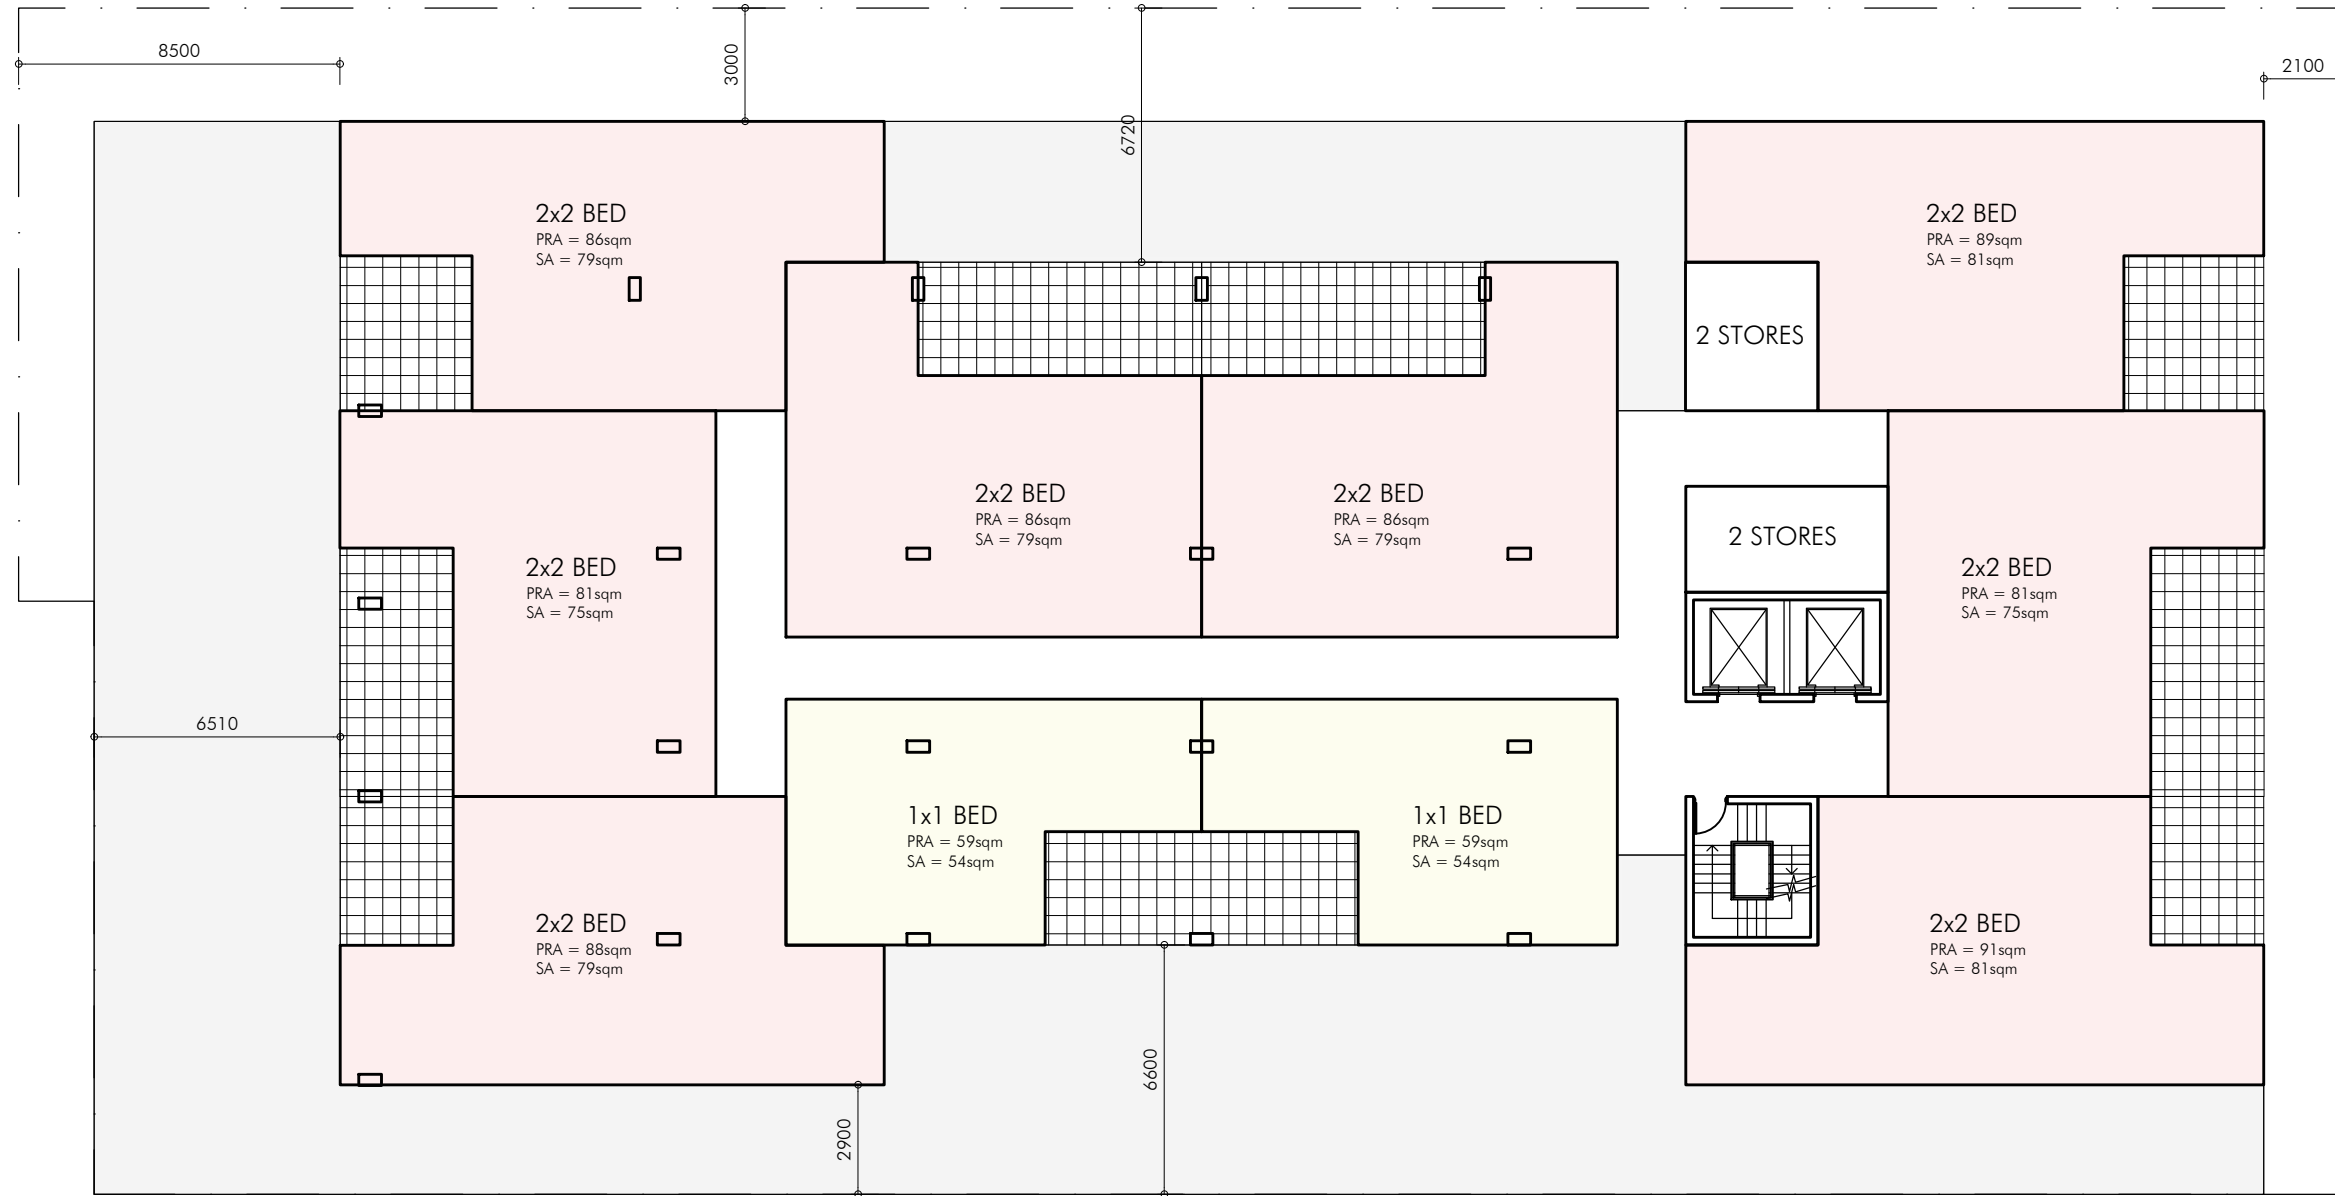 8500
3000
6720
2100
2x2 BED
PRA = 86sqm
SA = 79sqm
2x2 BED
PRA = 89sqm
SA = 81sqm
2 STORES
2x2 BED
PRA = 86sqm
SA = 79sqm
2x2 BED
PRA = 86sqm
SA = 79sqm
2 STORES
2x2 BED
PRA = 81sqm
SA = 75sqm
2x2 BED
PRA = 81sqm
SA = 75sqm
6510
1x1 BED
PRA = 59sqm
SA = 54sqm
1x1 BED
PRA = 59sqm
SA = 54sqm
2x2 BED
PRA = 88sqm
SA = 79sqm
2x2 BED
PRA = 91sqm
SA = 81sqm
6600
2900